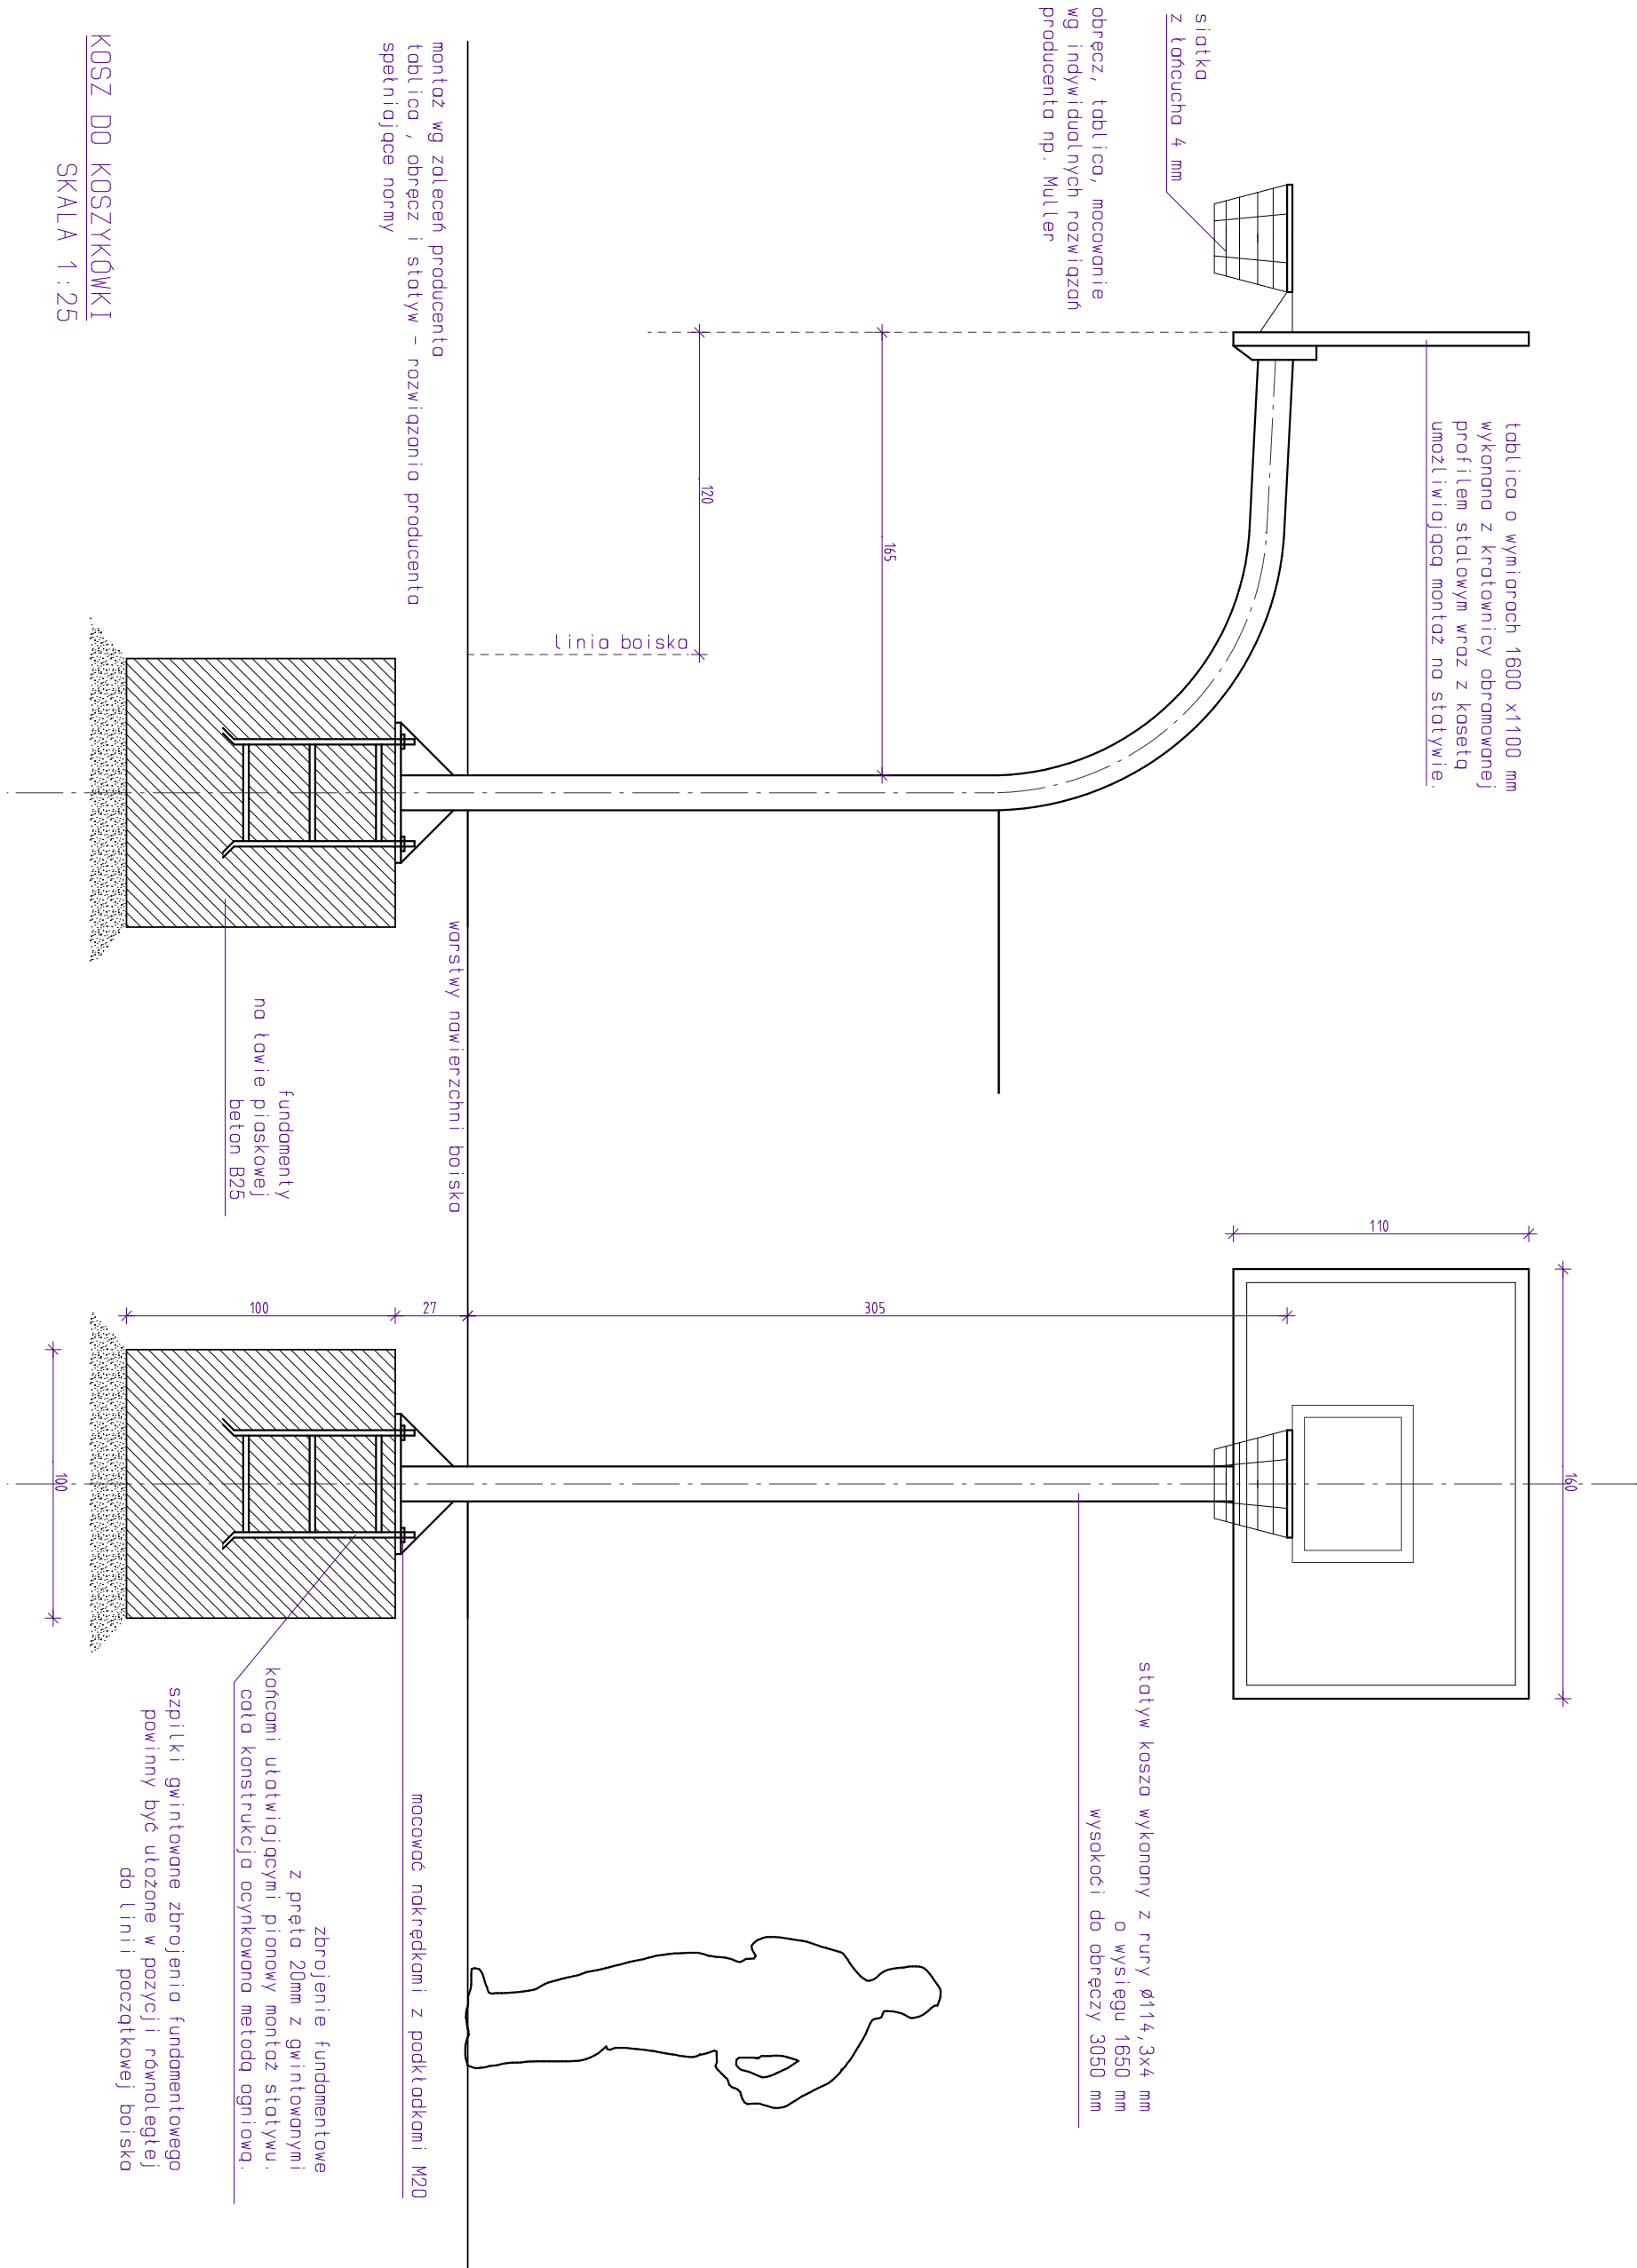 siatka
z łańcucha 4 mm
obręcz, tablica, mocowanie
wg indywidualnych rozwiązań
producenta np. Muller
tablica o wymiarach 1600 x1100 mm
wykonana z kratownicy obramowanej
profilem stalowym wraz z kasetą
umożliwiającą montaż na statywie.
165
120
linia boiska
montaż wg zaleceń producenta
tablica , obręcz i statyw - rozwiązania producenta
spełniające normy
warstwy nawierzchni boiska
fundamenty
na ławie piaskowej
beton B25
KOSZ DO KOSZYKÓWKI
SKALA 1:25
160
110
305
27
100
100
statyw kosza wykonany z rury Ø114,3x4 mm
o wysięgu 1650 mm
wysokoći do obręczy 3050 mm
mocować nakrędkami z podkładkami M20
zbrojenie fundamentowe
z pręta 20mm z gwintowanymi
końcami ułatwiającymi pionowy montaż statywu.
cała konstrukcja ocynkowana metodą ogniową.
szpilki gwintowane zbrojenia fundamentowego
powinny być ułożone w pozycji równoległej
do linii początkowej boiska